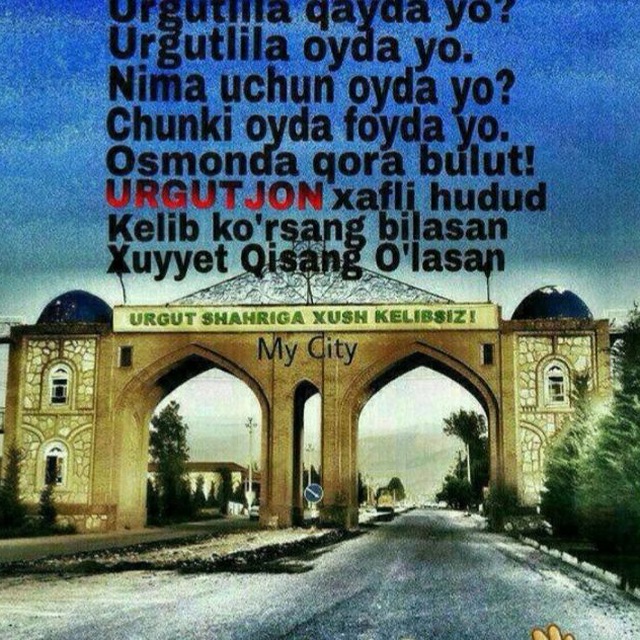 Urgutlila qayda yo?
Urgutlila oyda yo.
Nima uchun oyda yo?
Chunki oyda foyda yo.
Osmonda qora bulut!
URGUTJON xafli hudud
Kelib ko'rsang bilasan
Xuyyet Qisang O'lasan
URGUT SHAHRIGA XUSH KELIBSIZ!
My City